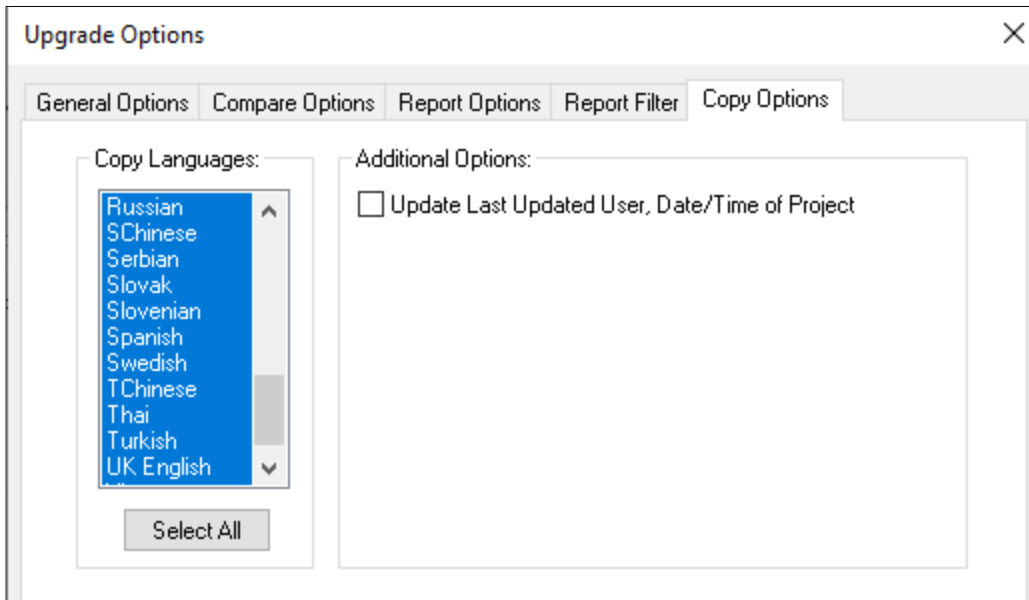 Upgrade Options
General Options
Compare Options
Report Options
Report Filter
Copy Options
Copy Languages:
Russian
SChinese
Serbian
Slovak
Slovenian
Spanish
Swedish
TChinese
Thai
Turkish
UK English
Select All
Additional Options:
Update Last Updated User, Date/Time of Project